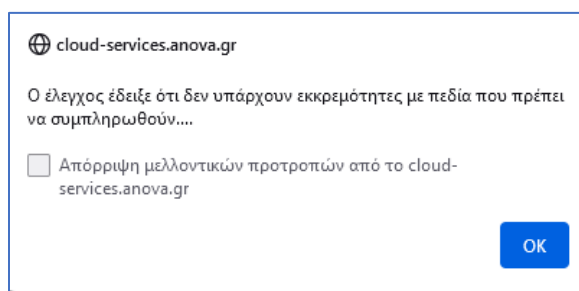 cloud-services.anova.gr
Ο έλεγχος έδειξε ότι δεν υπάρχουν εκκρεμότητες με πεδία που πρέπει
να συμπληρωθούν....
Απόρριψη μελλοντικών προτροπών από το cloud-
services.anova.gr
OK